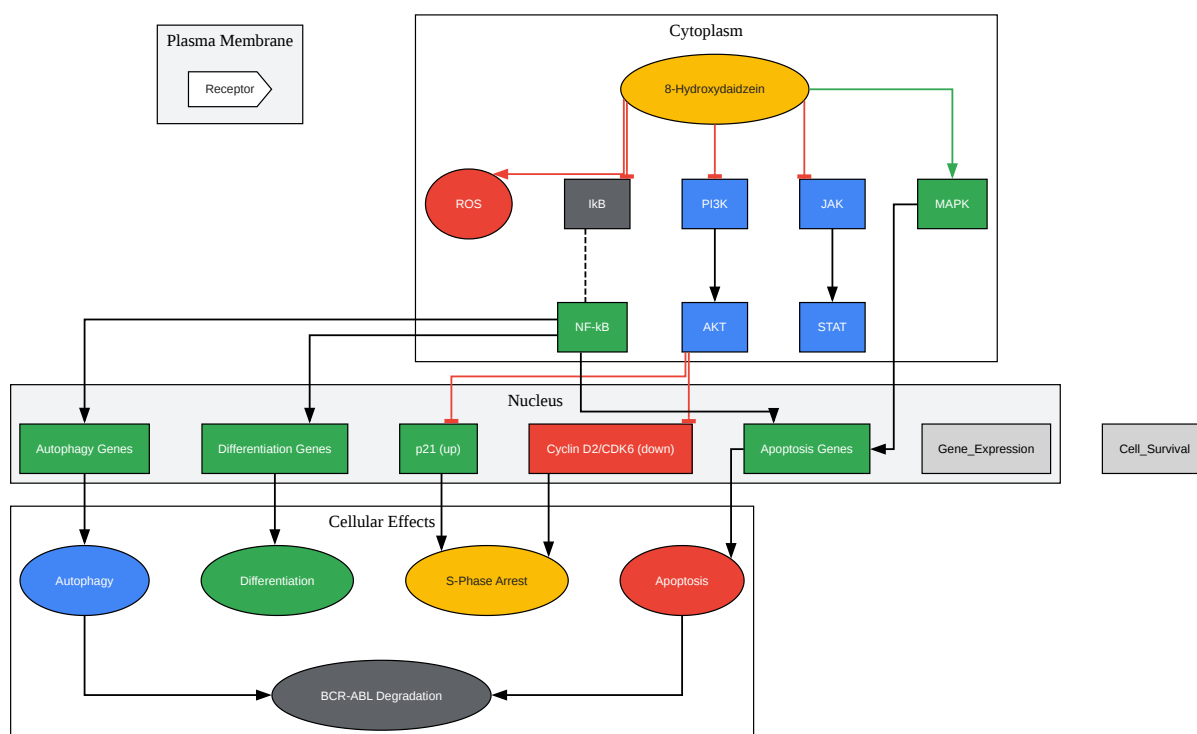 Plasma Membrane
Receptor
Cytoplasm
8-Hydroxydaidzein
ROS
IkB
PI3K
JAK
MAPK
NF-kB
AKT
STAT
Nucleus
Autophagy Genes
Differentiation Genes
p21 (up)
Cyclin D2/CDK6 (down)
Apoptosis Genes
Gene_Expression
Cell_Survival
Cellular Effects
Autophagy
Differentiation
S-Phase Arrest
Apoptosis
BCR-ABL Degradation